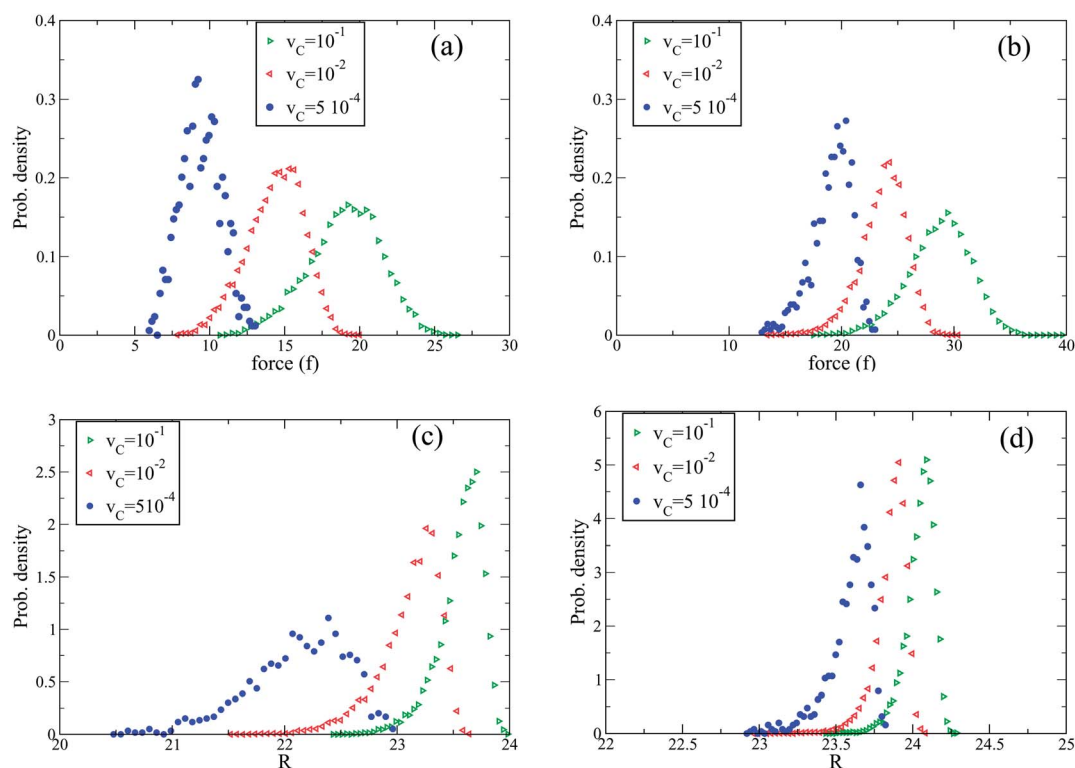 (a)
v_C=10^-1
v_C=10^-2
v_C=5 10^-4
Prob. density
0.4
0.3
0.2
0.1
0
0 5 10 15 20 25 30
force (f)
(b)
v_C=10^-1
v_C=10^-2
v_C=5 10^-4
Prob. density
0.4
0.3
0.2
0.1
0
0 10 20 30 40
force (f)
(c)
v_C=10^-1
v_C=10^-2
v_C=510^-4
Prob. density
3
2.5
2
1.5
1
0.5
0
20 21 22 23 24
R
(d)
v_C=10^-1
v_C=10^-2
v_C=5 10^-4
Prob. density
6
5
4
3
2
1
0
22 22.5 23 23.5 24 24.5 25
R